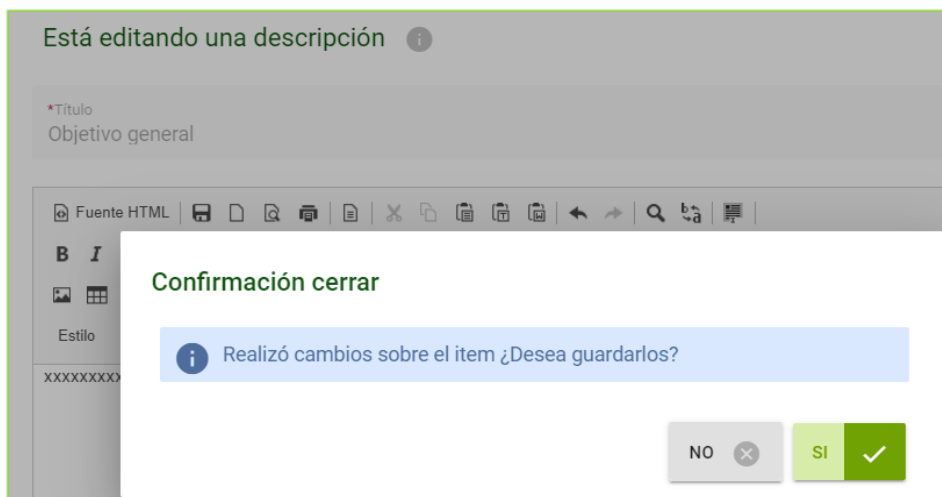 Está editando una descripción
*Título
Objetivo general
Fuente HTML
B I
Estilo
xxxxxxxxx
Confirmación cerrar
Realizó cambios sobre el item ¿Desea guardarlos?
NO SI